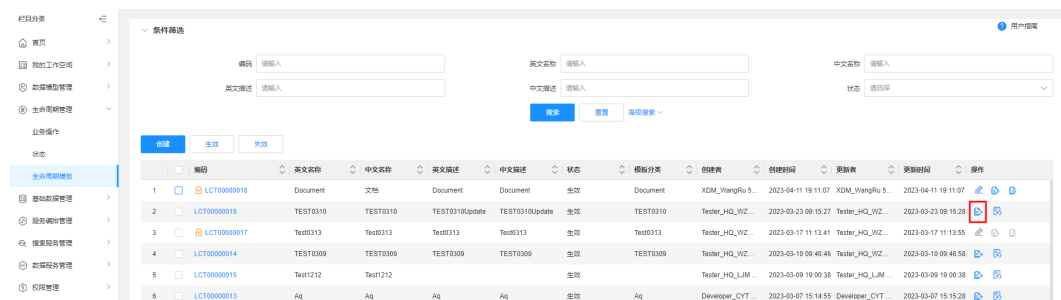 栏目分类
用户指南
条件筛选
首页
我的工作空间
编码 请输入 英文名称 请输入 中文名称 请输入
数据模型管理
英文描述 请输入 中文描述 请输入 状态 请选择
生命周期管理
搜索 重置 高级搜索
业务操作
创建 生效 失效
状态
编码 英文名称 中文名称 英文描述 中文描述 状态 模板分类 创建者 创建时间 更新者 更新时间 操作
生命周期模板
1 LCT00000018 Document 文档 Document Document 生效 Document XDM_WangRu 5... 2023-04-11 19:11:07 XDM_WangRu 5... 2023-04-11 19:11:07
基础数据管理
2 LCT00000016 TEST0310 TEST0310 TEST0310Update TEST0310Update 生效 TEST0310 Tester_HQ_WZ... 2023-03-23 09:15:27 Tester_HQ_WZ... 2023-03-23 09:15:28
服务编排管理
3 LCT00000017 Test0313 Test0313 Test0313 Test0313 生效 Test0313 Tester_HQ_WZ... 2023-03-17 11:13:41 Tester_HQ_WZ... 2023-03-17 11:13:55
搜索服务管理
4 LCT00000014 TEST0309 TEST0309 TEST0309 TEST0309 生效 TEST0309 Tester_HQ_WZ... 2023-03-10 09:46:46 Tester_HQ_WZ... 2023-03-10 09:46:58
数据服务管理
5 LCT00000015 Test1212 Test1212 生效 Tester_HQ_LJM ... 2023-03-09 19:00:38 Tester_HQ_LJM ... 2023-03-09 19:00:38
权限管理
6 LCT00000013 Aq Aq Aq Aq 生效 Aq Developer_CYT ... 2023-03-07 15:14:55 Developer_CYT ... 2023-03-07 15:15:28